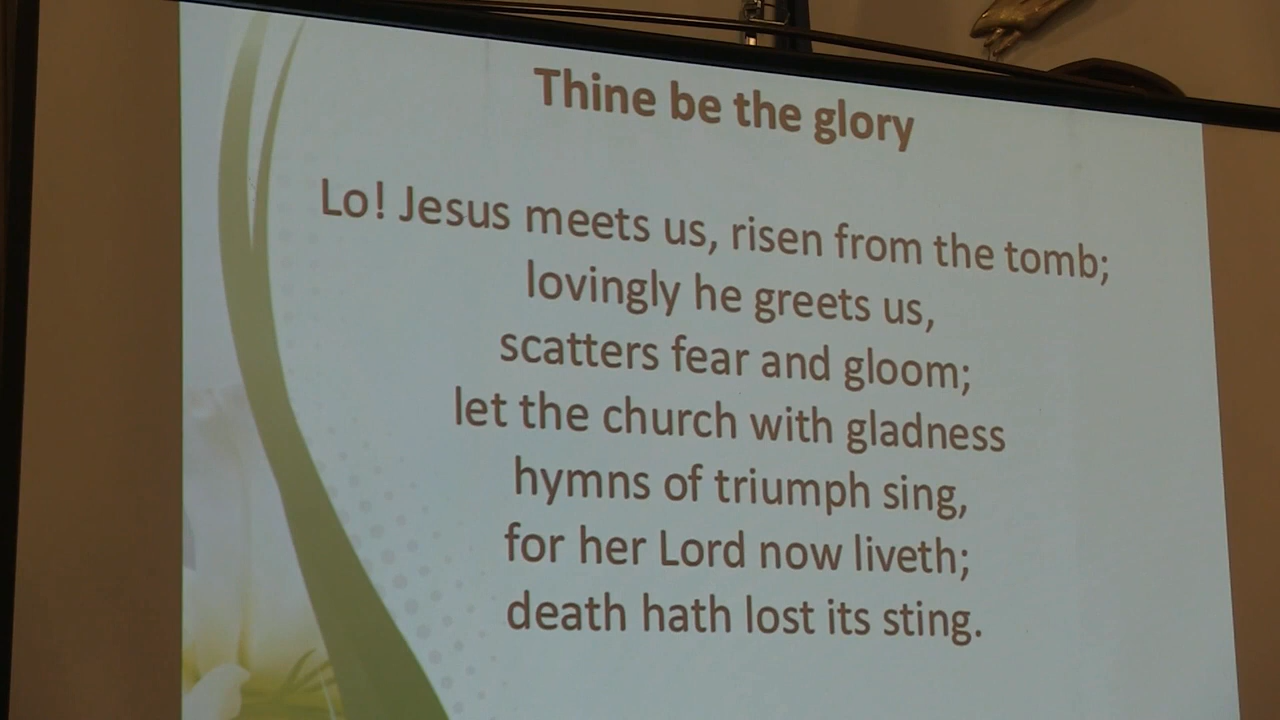 Thine be the glory
Lo! Jesus meets us, risen from the tomb;
lovingly he greets us,
scatters fear and gloom;
let the church with gladness
hymns of triumph sing,
for her Lord now liveth;
death hath lost its sting.